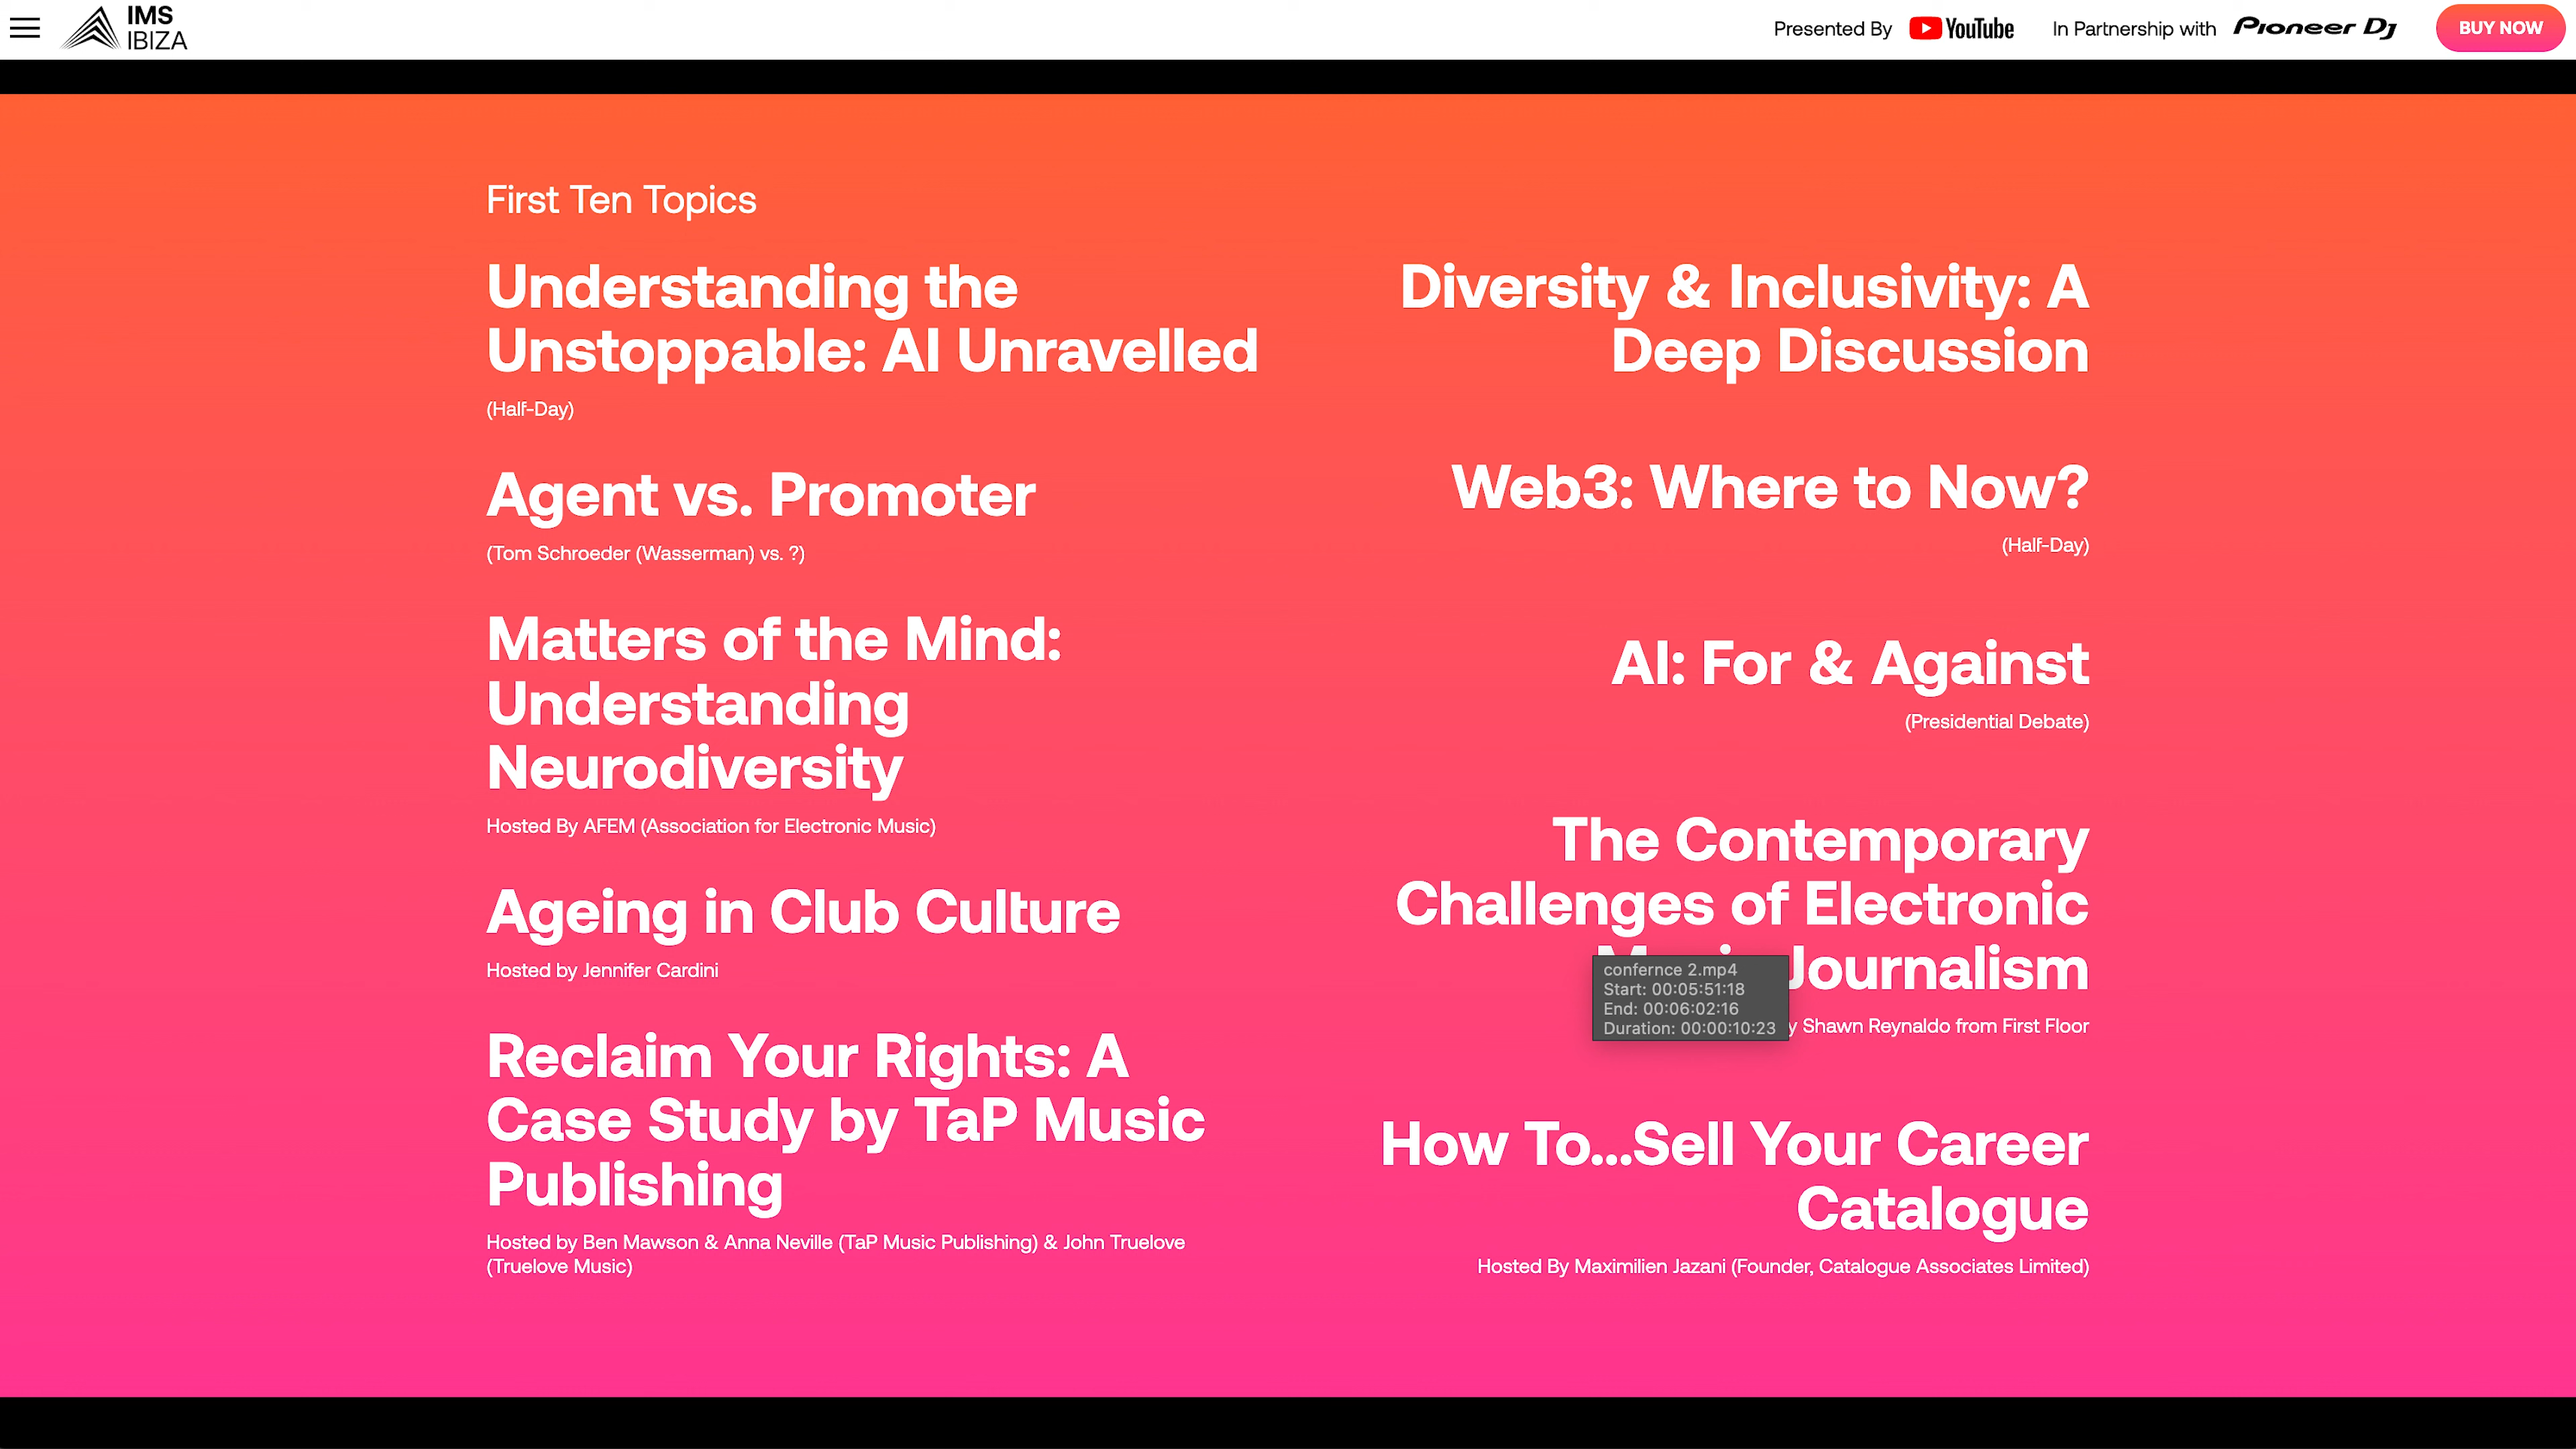 IMS
IBIZA
Presented By YouTube In Partnership with Pioneer Dj BUY NOW
First Ten Topics
Understanding the
Unstoppable: AI Unravelled
(Half-Day)
Agent vs. Promoter
(Tom Schroeder (Wasserman) vs. ?)
Matters of the Mind:
Understanding
Neurodiversity
Hosted By AFEM (Association for Electronic Music)
Ageing in Club Culture
Hosted by Jennifer Cardini
Reclaim Your Rights: A
Case Study by TaP Music
Publishing
Hosted by Ben Mawson & Anna Neville (TaP Music Publishing) & John Truelove
(Truelove Music)
Diversity & Inclusivity: A
Deep Discussion
Web3: Where to Now?
(Half-Day)
AI: For & Against
(Presidential Debate)
The Contemporary
Challenges of Electronic
Journalism
confernce 2.mp4
Start: 00:05:51:18
End: 00:06:02:16
Duration: 00:00:10:23
Shawn Reynaldo from First Floor
How To...Sell Your Career
Catalogue
Hosted By Maximilien Jazani (Founder, Catalogue Associates Limited)